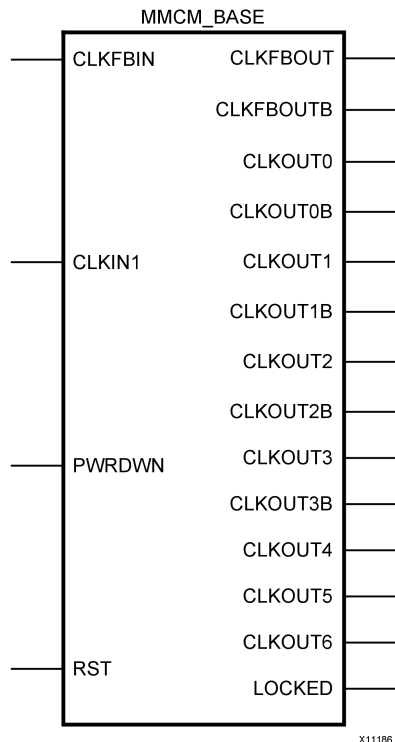 MMCM_BASE
CLKFBIN
CLKFBOUT
CLKFBOUTB
CLKOUT0
CLKOUT0B
CLKIN1
CLKOUT1
CLKOUT1B
CLKOUT2
CLKOUT2B
PWRDWN
CLKOUT3
CLKOUT3B
CLKOUT4
CLKOUT5
CLKOUT6
RST
LOCKED
X11186